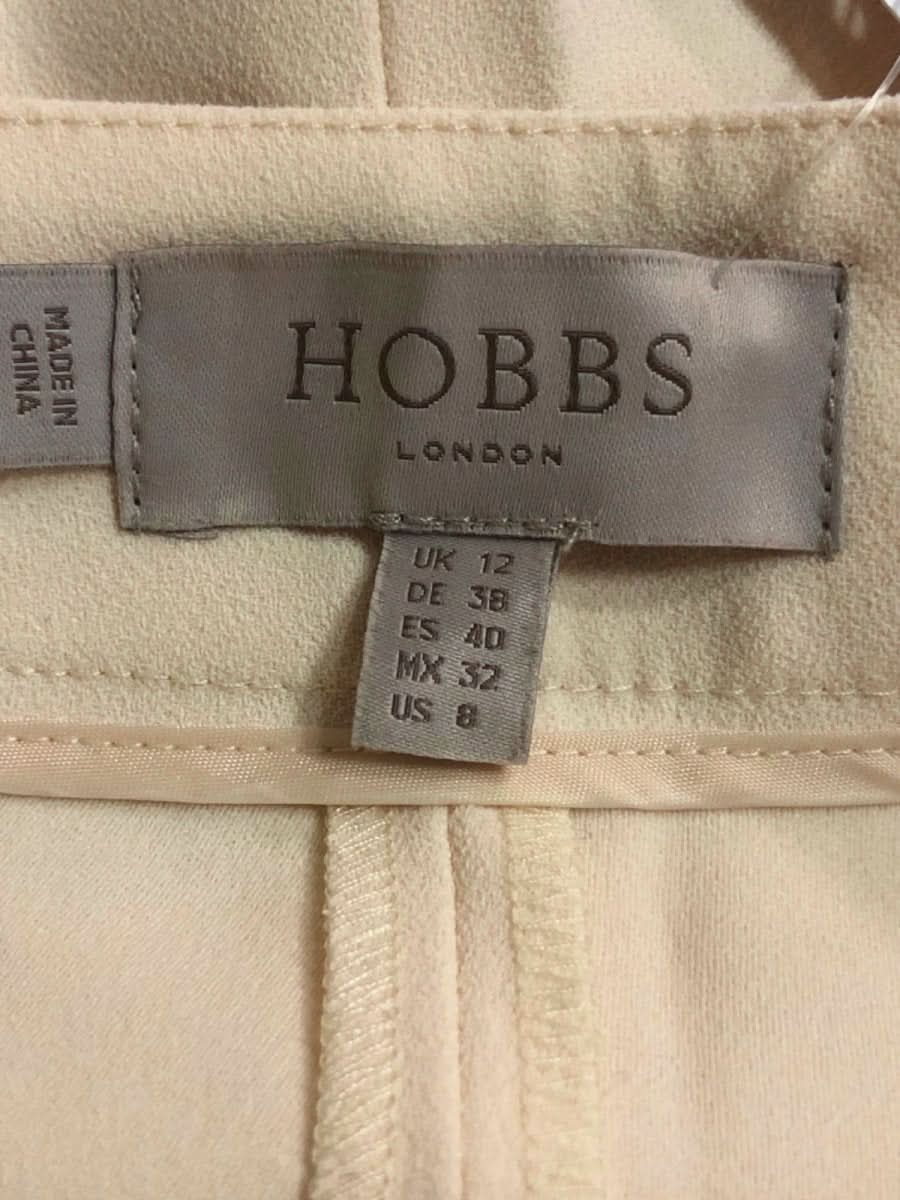 HOBBS
LONDON
MADE IN
CHINA
UK 12
DE 38
ES 40
MX 32
US 8